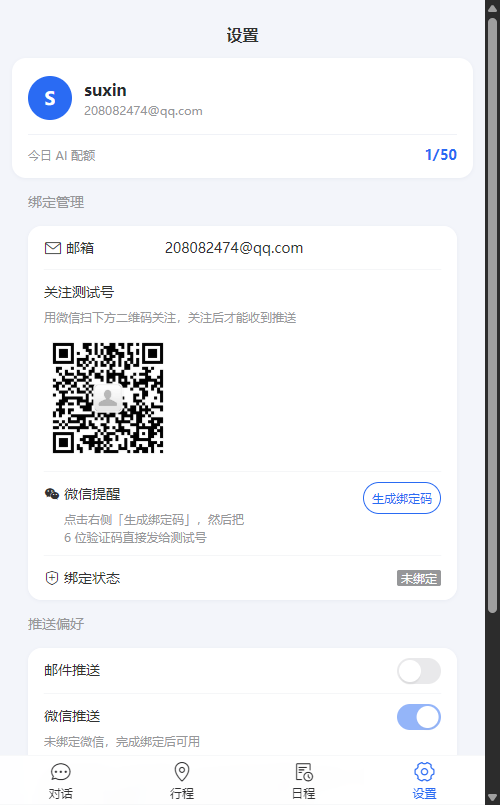 设置
S
suxin
208082474@qq.com
今日 AI 配额
1/50
绑定管理
邮箱
208082474@qq.com
关注测试号
用微信扫下方二维码关注，关注后才能收到推送
微信提醒
生成绑定码
点击右侧「生成绑定码」，然后把
6 位验证码直接发给测试号
绑定状态
未绑定
推送偏好
邮件推送
微信推送
未绑定微信，完成绑定后可用
对话
行程
日程
设置